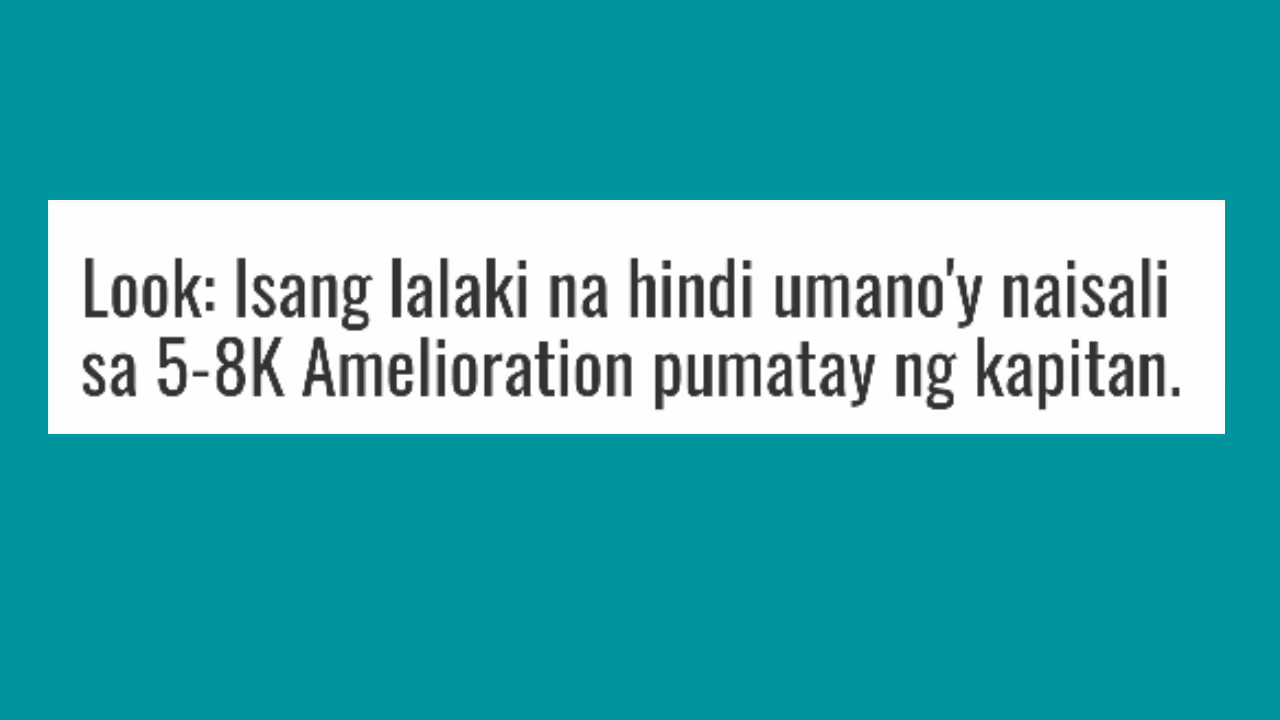 Look: Isang lalaki na hindi umano'y naisali
sa 5-8K Amelioration pumatay ng kapitan.